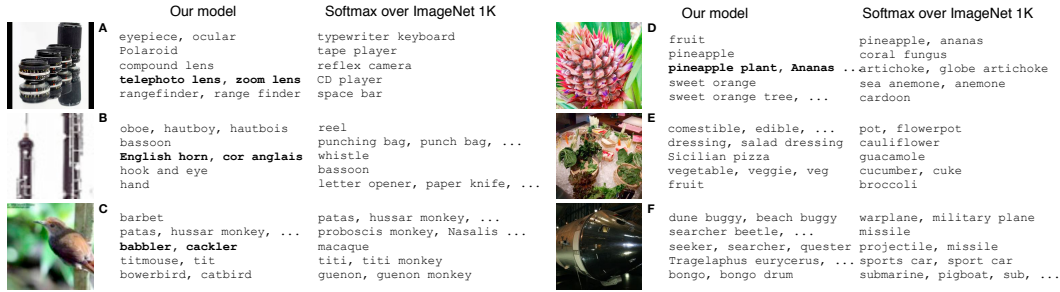 Our model Softmax over ImageNet 1K
A
eyepiece, ocular typewriter keyboard
Polaroid tape player
compound lens reflex camera
telephoto lens, zoom lens CD player
rangefinder, range finder space bar
B
oboe, hautboy, hautbois reel
bassoon punching bag, punch bag, ...
English horn, cor anglais whistle
hook and eye bassoon
hand letter opener, paper knife, ...
C
barbet patas, hussar monkey, ...
patas, hussar monkey, ... proboscis monkey, Nasalis ...
babbler, cackler macaque
titmouse, tit titi, titi monkey
bowerbird, catbird guenon, guenon monkey
Our model Softmax over ImageNet 1K
D
fruit pineapple, ananas
pineapple coral fungus
pineapple plant, Ananas ... artichoke, globe artichoke
sweet orange sea anemone, anemone
sweet orange tree, ... cardoon
E
comestible, edible, ... pot, flowerpot
dressing, salad dressing cauliflower
Sicilian pizza guacamole
vegetable, veggie, veg cucumber, cuke
fruit broccoli
F
dune buggy, beach buggy warplane, military plane
searcher beetle, ... missile
seeker, searcher, quester projectile, missile
Tragelaphus eurycerus, ... sports car, sport car
bongo, bongo drum submarine, pigboat, sub, ...